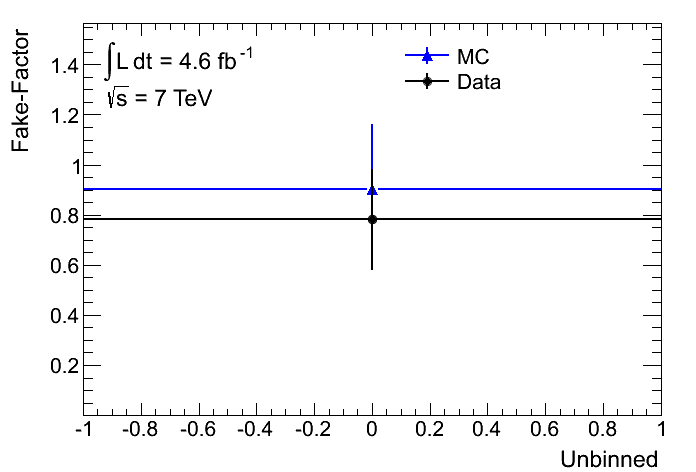 Fake-Factor
∫L dt = 4.6 fb⁻¹
√s = 7 TeV
MC
Data
1.4
1.2
1
0.8
0.6
0.4
0.2
-1 -0.8 -0.6 -0.4 -0.2 0 0.2 0.4 0.6 0.8 1
Unbinned